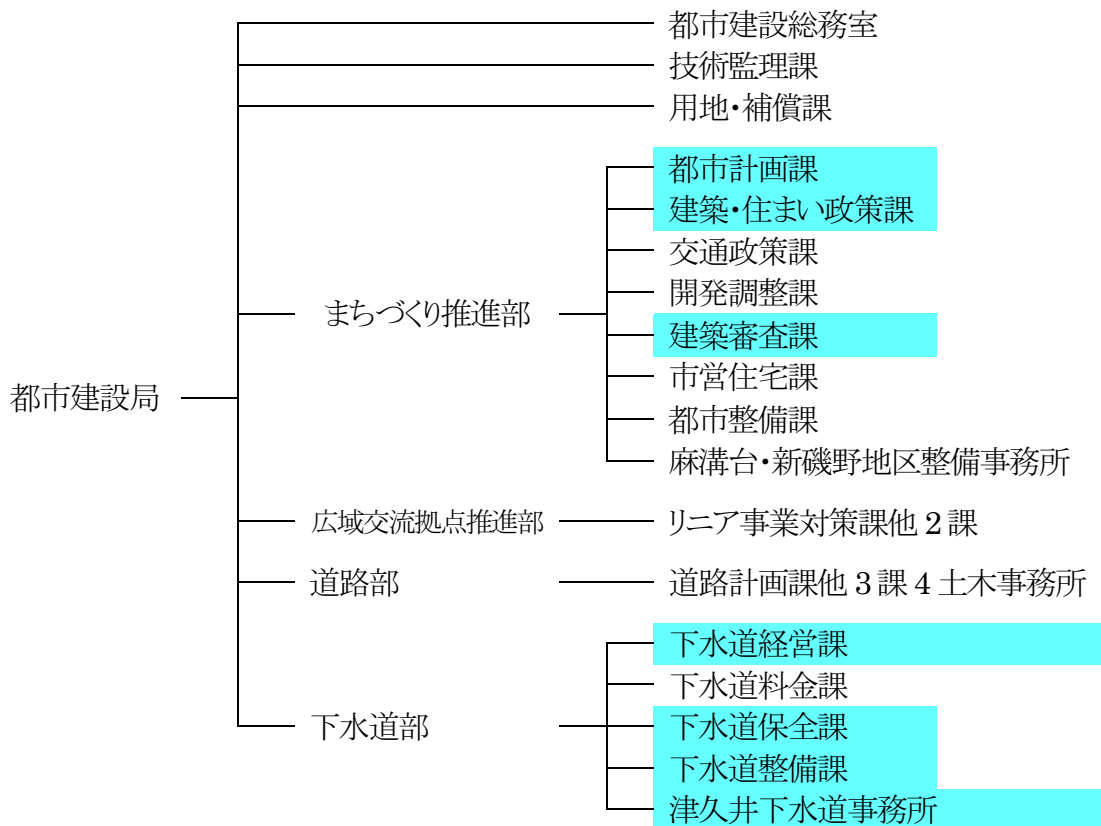 都市建設総務室
技術監理課
用地・補償課
都市計画課
建築・住まい政策課
交通政策課
開発調整課
まちづくり推進部
建築審査課
市営住宅課
都市建設局
都市整備課
麻溝台・新磯野地区整備事務所
広域交流拠点推進部
リニア事業対策課他 2 課
道路部
道路計画課他 3 課 4 土木事務所
下水道経営課
下水道料金課
下水道部
下水道保全課
下水道整備課
津久井下水道事務所